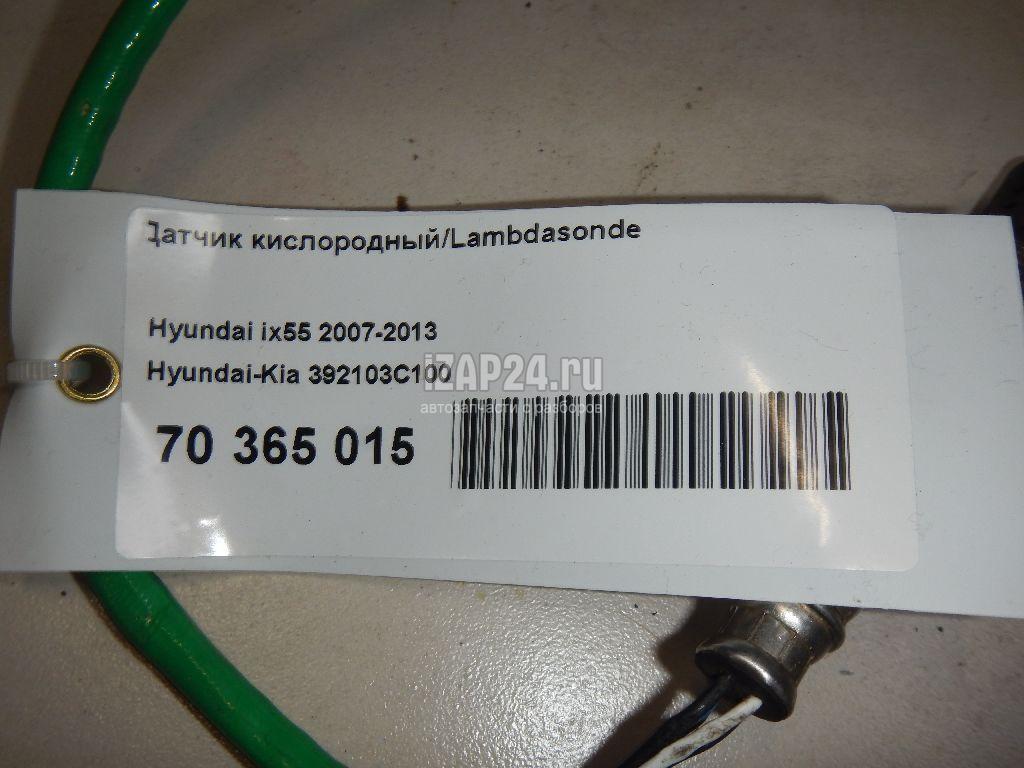 Датчик кислородный/Lambdasonde
Hyundai ix55 2007-2013
Hyundai-Kia 392103C100
iZAP24.ru
автозапчасти с разборов
70 365 015